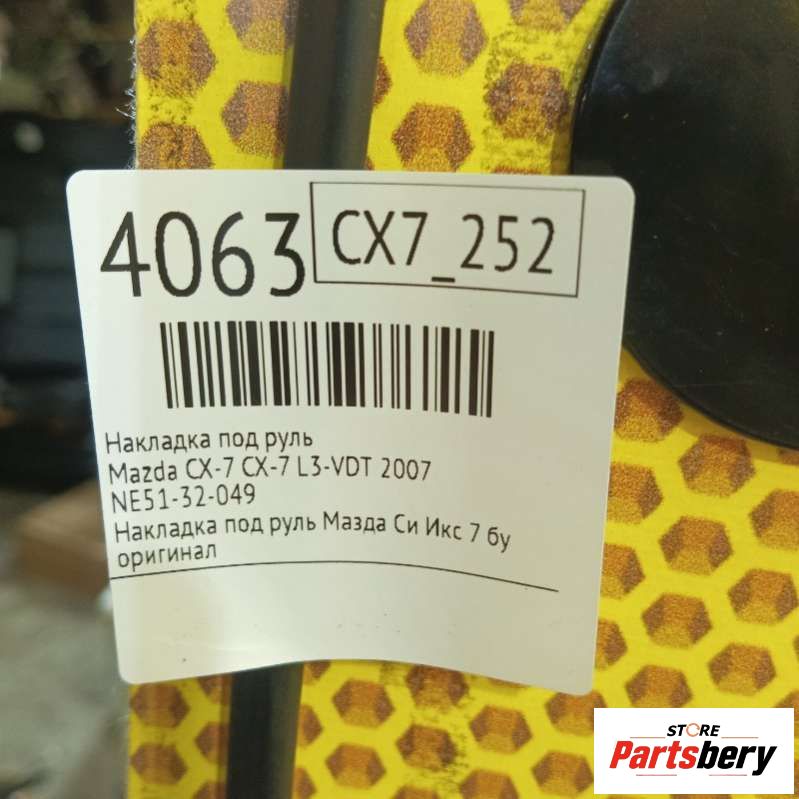 4063
CX7_252
Накладка под руль
Mazda CX-7 CX-7 L3-VDT 2007
NE51-32-049
Накладка под руль Мазда Си Икс 7 бу
оригинал
STORE
Partsbery